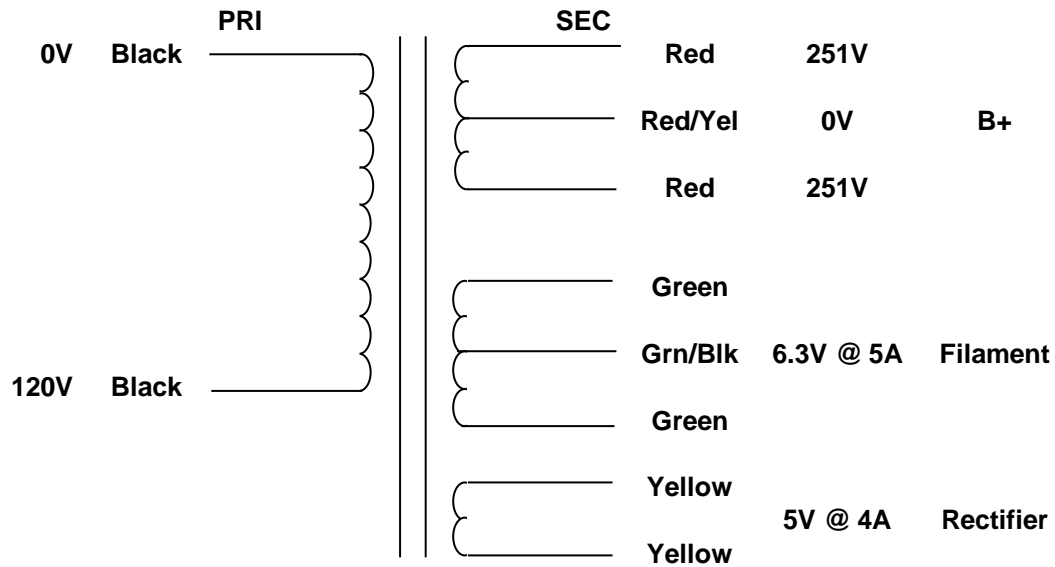 PRI SEC
0V Black Red 251V
Red/Yel 0V B+
Red 251V
Green
Grn/Blk 6.3V @ 5A Filament
120V Black
Green
Yellow
5V @ 4A Rectifier
Yellow